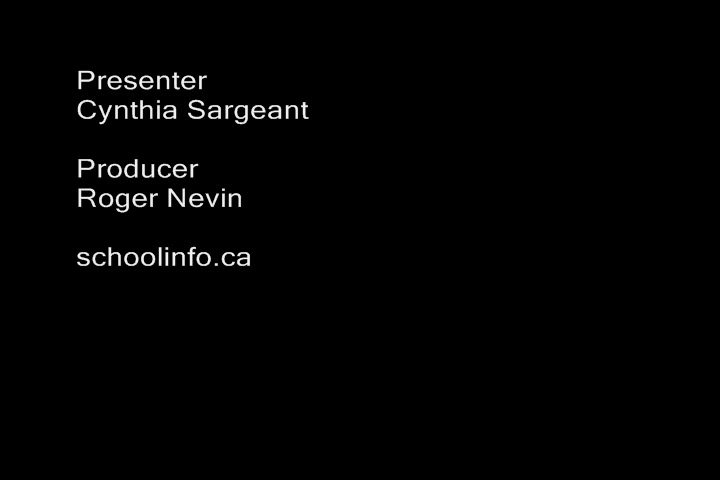 Presenter
Cynthia Sargeant
Producer
Roger Nevin
schoolinfo.ca